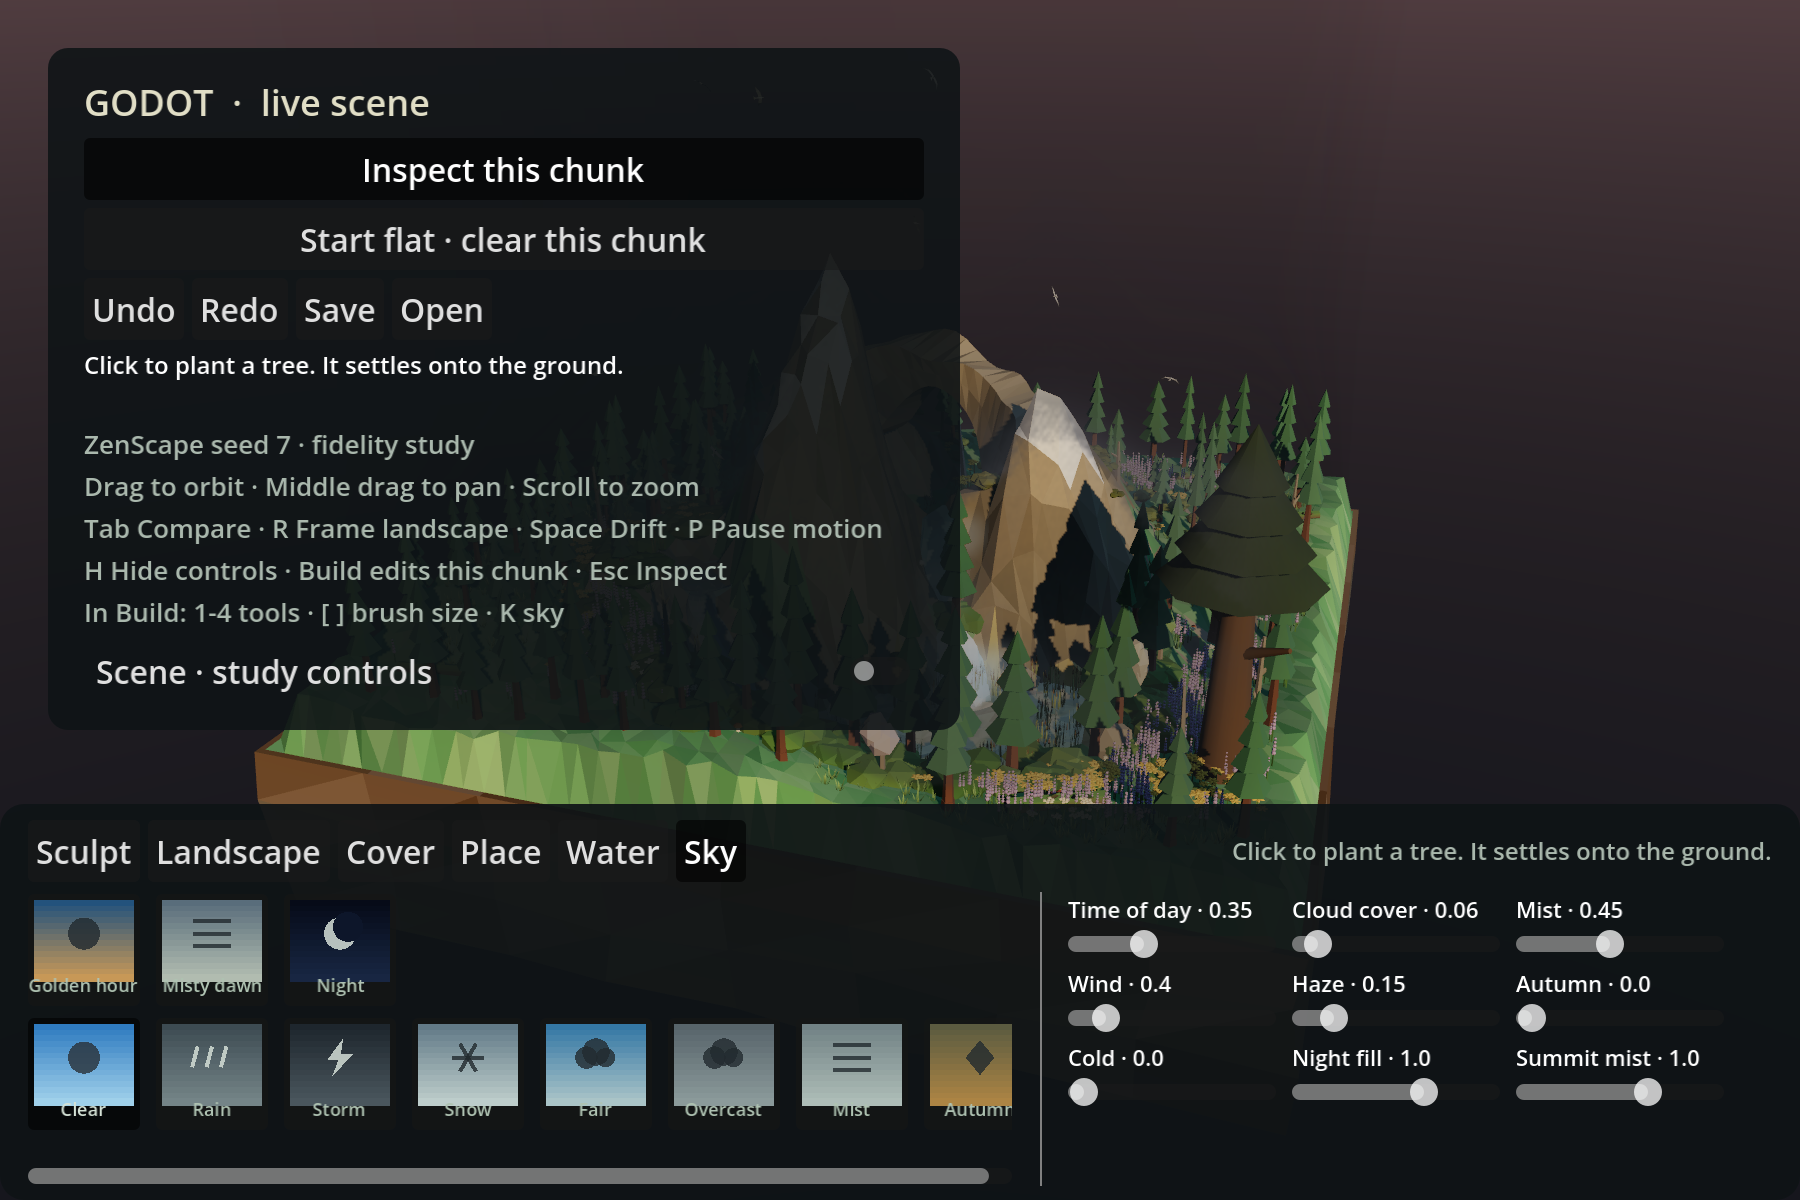 GODOT · live scene
Inspect this chunk
Start flat · clear this chunk
Undo Redo Save Open
Click to plant a tree. It settles onto the ground.
ZenScape seed 7 · fidelity study
Drag to orbit · Middle drag to pan · Scroll to zoom
Tab Compare · R Frame landscape · Space Drift · P Pause motion
H Hide controls · Build edits this chunk · Esc Inspect
In Build: 1-4 tools · [ ] brush size · K sky
Scene · study controls
Sculpt Landscape Cover Place Water Sky
Click to plant a tree. It settles onto the ground.
Golden hour Misty dawn Night
Clear Rain Storm Snow Fair Overcast Mist Autumn
Time of day · 0.35 Cloud cover · 0.06 Mist · 0.45
Wind · 0.4 Haze · 0.15 Autumn · 0.0
Cold · 0.0 Night fill · 1.0 Summit mist · 1.0